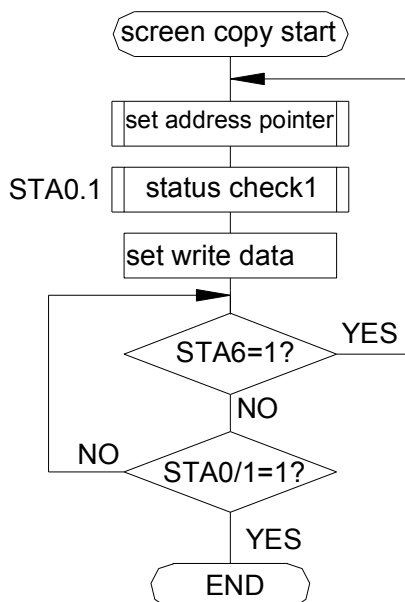 screen copy start
set address pointer
STA0.1
status check1
set write data
STA6=1?
YES
NO
NO
STA0/1=1?
YES
END